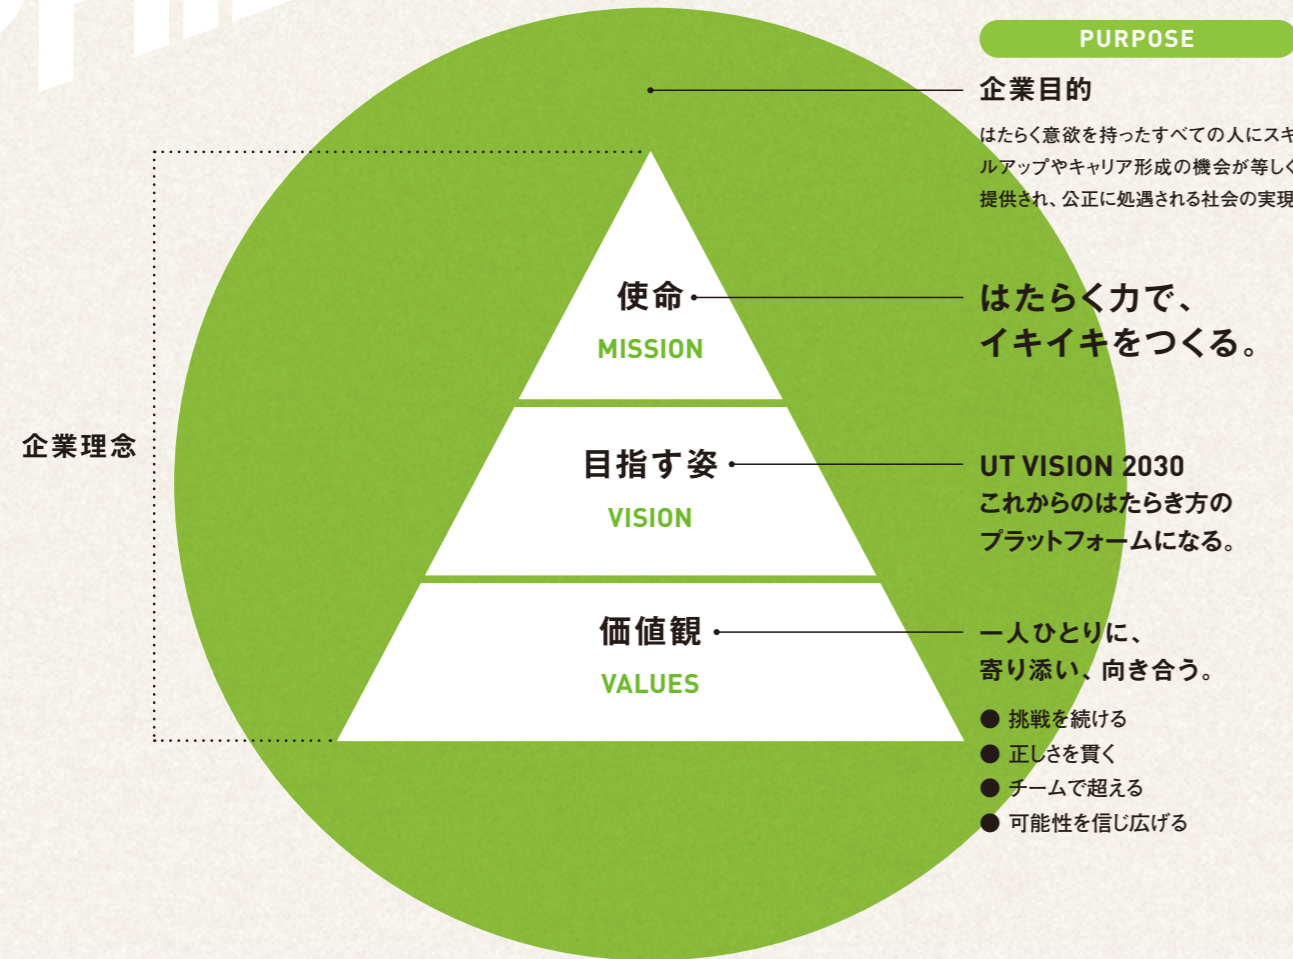 PURPOSE
企業目的
はたらく意欲を持ったすべての人にスキ
ルアップやキャリア形成の機会が等しく
提供され、公正に処遇される社会の実現
企業理念
使命
MISSION
はたらく力で、
イキイキをつくる。
目指す姿
VISION
UT VISION 2030
これからのはたらき方の
プラットフォームになる。
価値観
VALUES
一人ひとりに、
寄り添い、向き合う。
● 挑戦を続ける
● 正しさを貫く
● チームで超える
● 可能性を信じ広げる